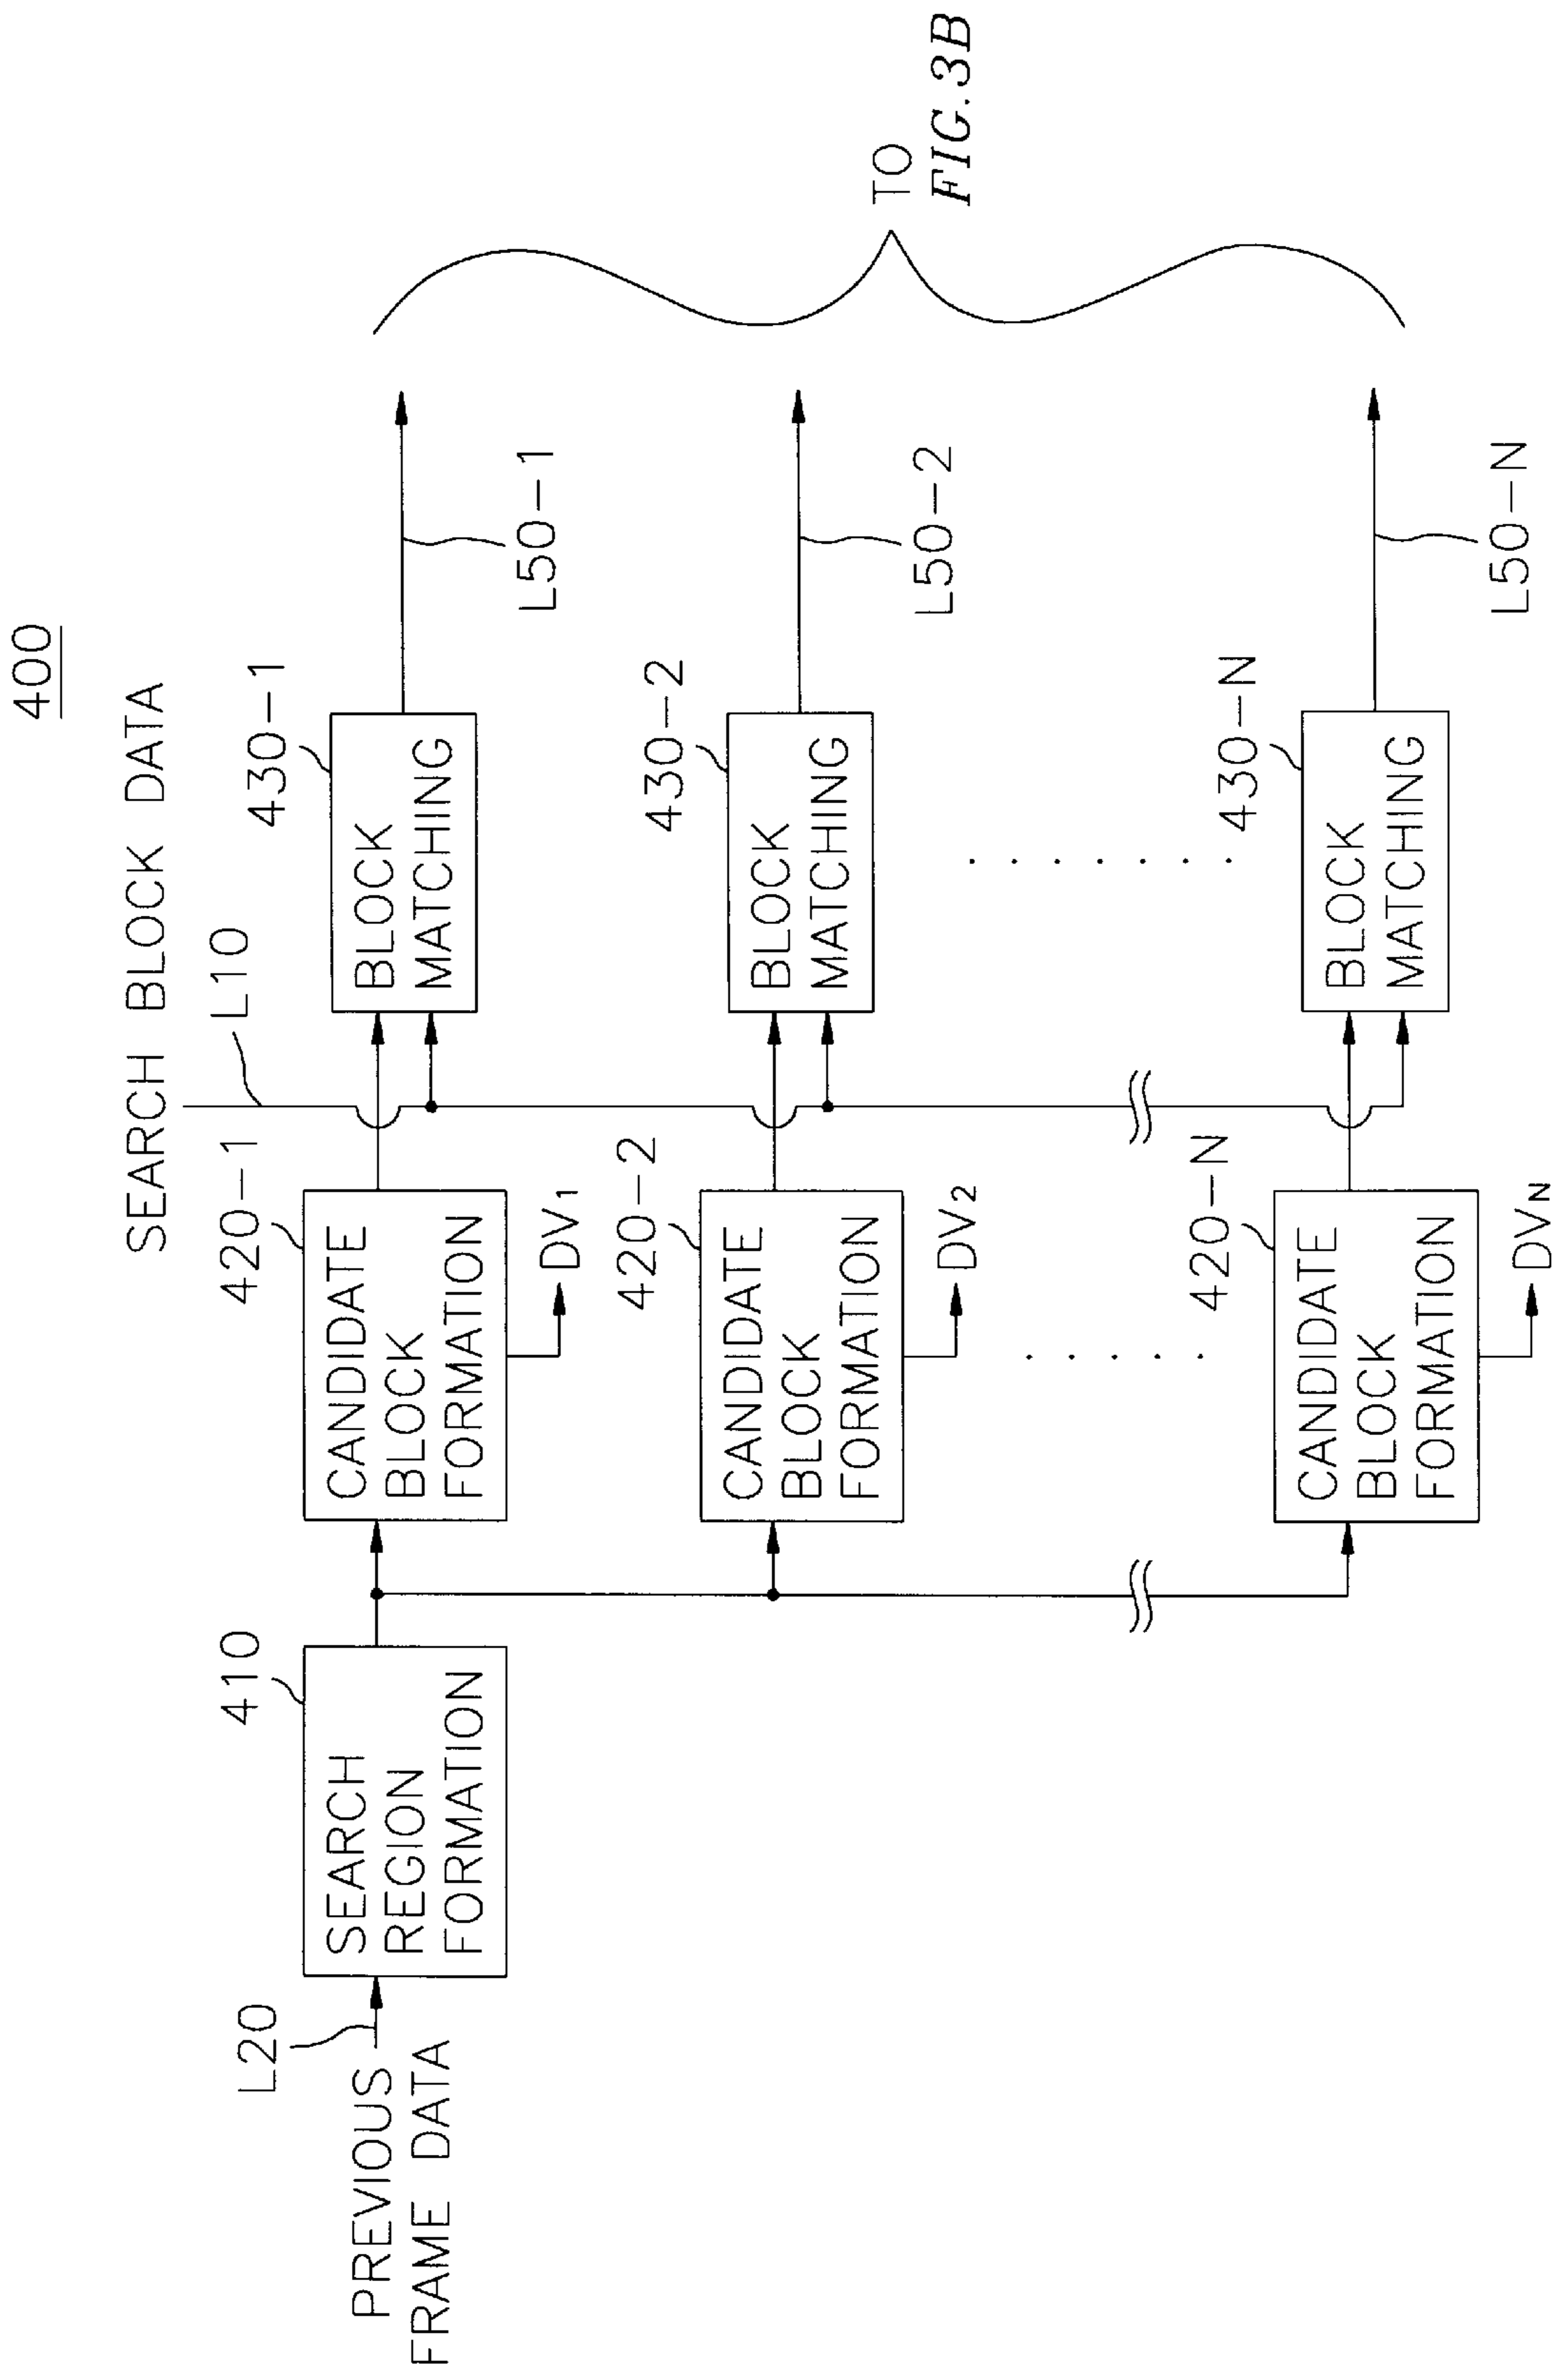 400
SEARCH BLOCK DATA
L10
PREVIOUS
FRAME DATA
L20
410
SEARCH
REGION
FORMATION
420-1
CANDIDATE
BLOCK
FORMATION
DV1
430-1
BLOCK
MATCHING
L50-1
420-2
CANDIDATE
BLOCK
FORMATION
DV2
430-2
BLOCK
MATCHING
L50-2
420-N
CANDIDATE
BLOCK
FORMATION
DVN
430-N
BLOCK
MATCHING
L50-N
TO
FIG.3B